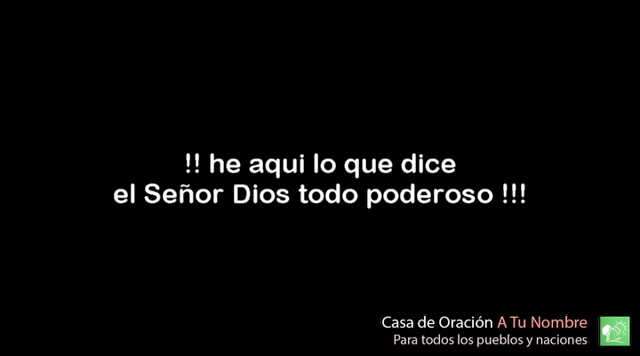 !! he aqui lo que dice
el Señor Dios todo poderoso !!!
Casa de Oración A Tu Nombre
Para todos los pueblos y naciones